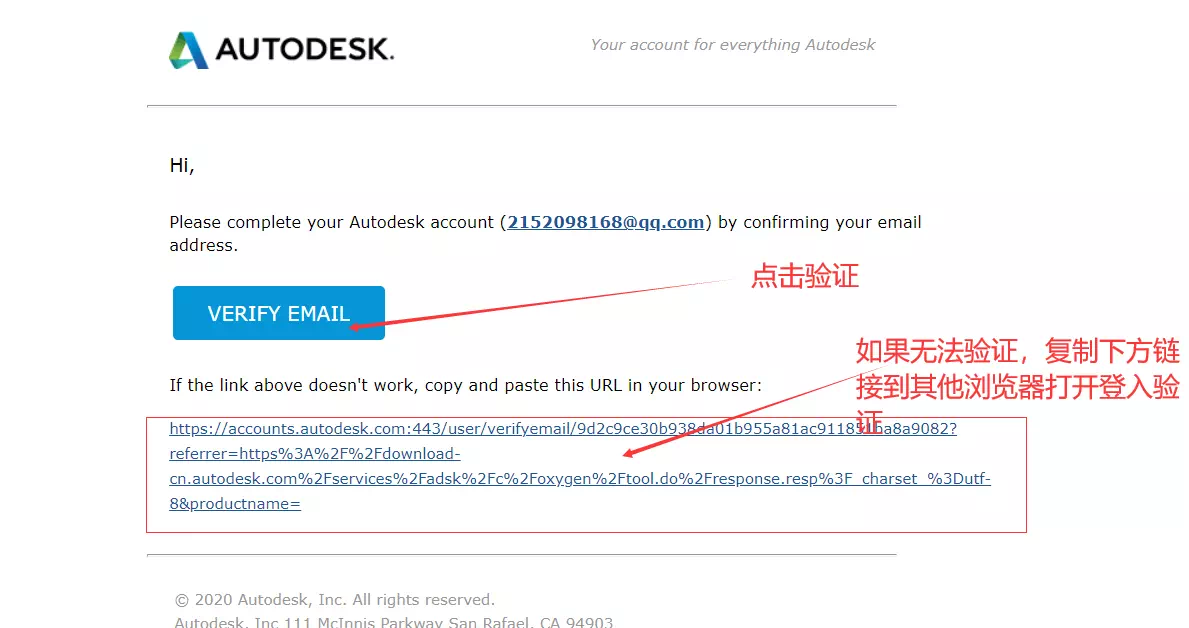 AUTODESK.
Your account for everything Autodesk
Hi,
Please complete your Autodesk account (2152098168@qq.com) by confirming your email
address.
点击验证
VERIFY EMAIL
如果无法验证，复制下方链
接到其他浏览器打开登入验
证
If the link above doesn't work, copy and paste this URL in your browser:
https://accounts.autodesk.com:443/user/verifyemail/9d2c9ce30b938da01b955a81ac911851ba8a9082?
referrer=https%3A%2F%2Fdownload-
cn.autodesk.com%2Fservices%2Fadsk%2Fc%2Foxygen%2Ftool.do%2Fresponse.resp%3F_charset_%3Dutf-
8&productname=
© 2020 Autodesk, Inc. All rights reserved.
Autodesk, Inc 111 McInnis Parkway San Rafael, CA 94903